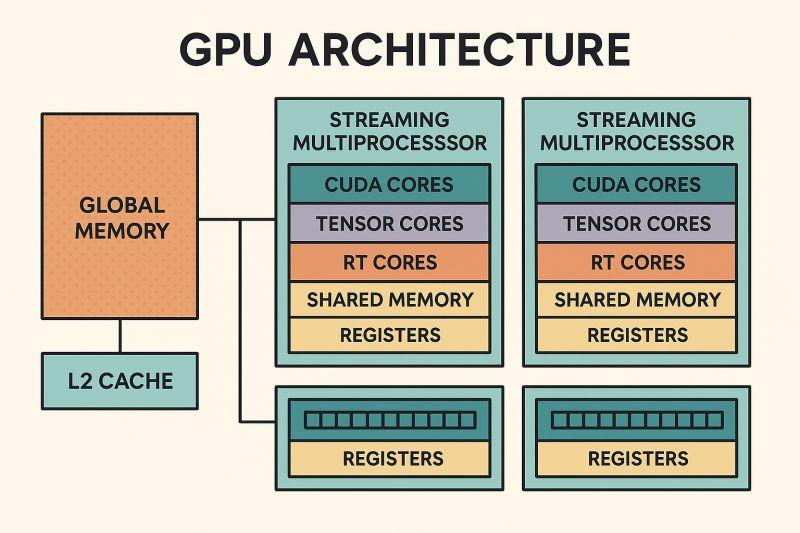 GPU ARCHITECTURE
GLOBAL
MEMORY
L2 CACHE
STREAMING
MULTIPROCESSSOR
CUDA CORES
TENSOR CORES
RT CORES
SHARED MEMORY
REGISTERS
STREAMING
MULTIPROCESSSOR
CUDA CORES
TENSOR CORES
RT CORES
SHARED MEMORY
REGISTERS
REGISTERS
REGISTERS